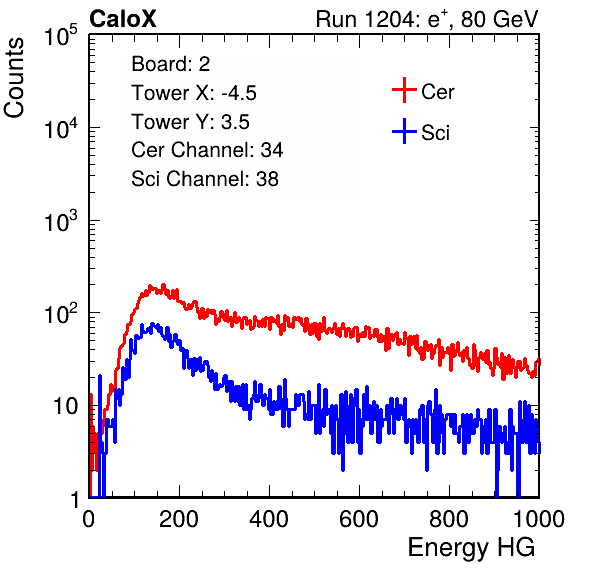 CaloX Run 1204: e⁺, 80 GeV
Counts
Board: 2
Tower X: -4.5
Tower Y: 3.5
Cer Channel: 34
Sci Channel: 38
Cer
Sci
10⁵
10⁴
10³
10²
10
1
0 200 400 600 800 1000
Energy HG